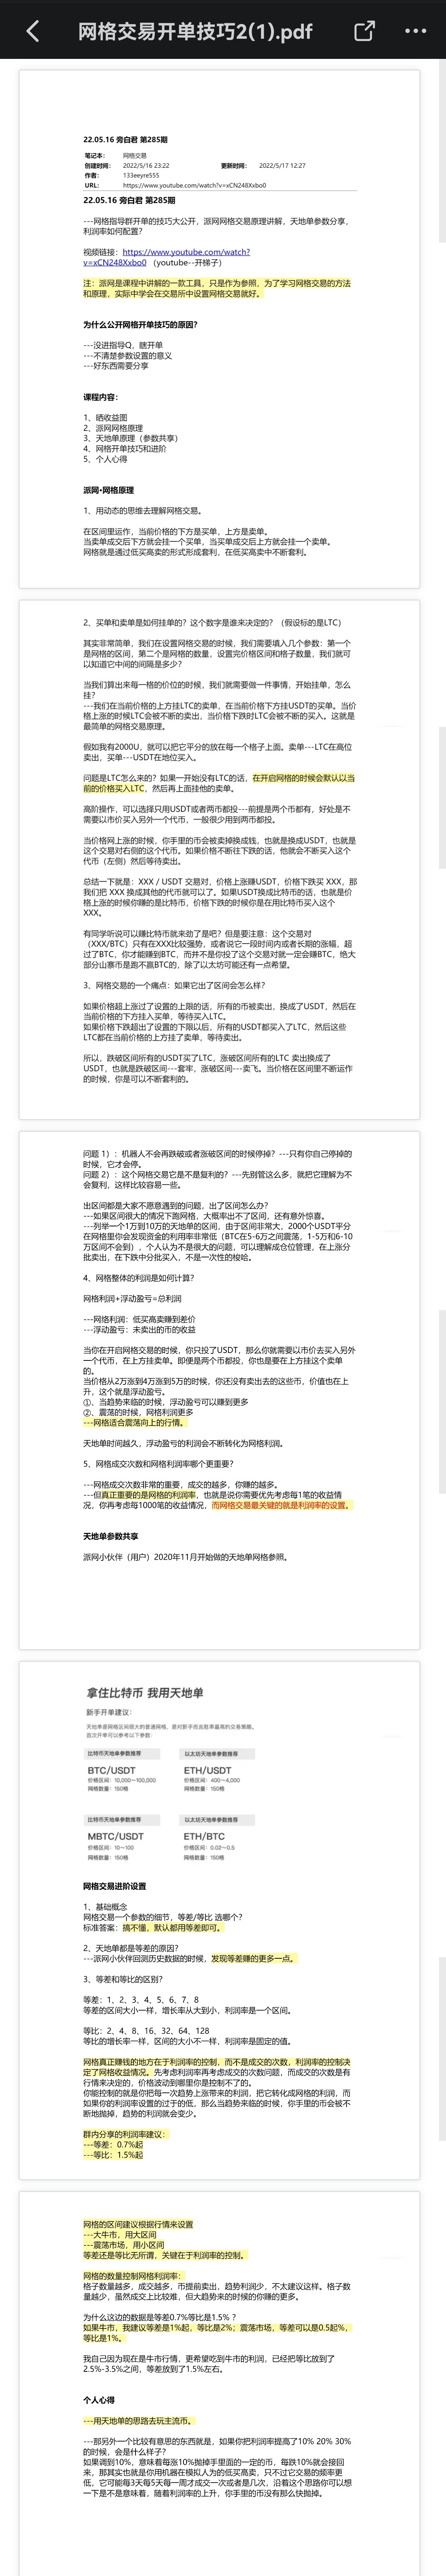 网格交易开单技巧2(1).pdf
22.05.16 旁白君 第285期
笔记本: 网格交易
创建时间: 2022/5/16 23:22 更新时间: 2022/5/17 12:27
作者: 133eeyre555
URL: https://www.youtube.com/watch?v=xCN248Xxbo0
22.05.16 旁白君 第285期
---网格指导群开单的技巧大公开，派网网格交易原理讲解，天地单参数分享，
利润率如何配置？
视频链接：https://www.youtube.com/watch?
v=xCN248Xxbo0 （youtube--开梯子）
注：派网是课程中讲解的一款工具，只是作为参照，为了学习网格交易的方法
和原理，实际中学会在交易所中设置网格交易就好。
为什么公开网格开单技巧的原因?
---没进指导Q，瞎开单
---不清楚参数设置的意义
---好东西需要分享
课程内容：
1、晒收益图
2、派网网格原理
3、天地单原理（参数共享）
4、网格开单技巧和进阶
5、个人心得
派网•网格原理
1、用动态的思维去理解网格交易。
在区间里运作，当前价格的下方是买单，上方是卖单。
当卖单成交后下方就会挂一个买单，当买单成交后上方就会挂一个卖单。
网格就是通过低买高卖的形式形成套利，在低买高卖中不断套利。
2、买单和卖单是如何挂单的？这个数字是谁来决定的？（假设标的是LTC）
其实非常简单，我们在设置网格交易的时候，我们需要填入几个参数：第一个
是网格的区间，第二个是网格的数量，设置完价格区间和格子数量，我们就可
以知道它中间的间隔是多少？
当我们算出来每一格的价位的时候，我们就需要做一件事情，开始挂单，怎么
挂？
---我们在当前价格的上方挂LTC的卖单，在当前价格下方挂USDT的买单。当价
格上涨的时候LTC会被不断的卖出，当价格下跌时LTC会被不断的买入。这就是
最简单的网格交易原理。
假如我有2000U，就可以把它平分的放在每一个格子上面。卖单---LTC在高位
卖出，买单---USDT在地位买入。
问题是LTC怎么来的？如果一开始没有LTC的话，在开启网格的时候会默认以当
前的价格买入LTC，然后再上面挂他的卖单。
高阶操作，可以选择只用USDT或者两币都投---前提是两个币都有，好处是不
需要以市价买入另外一个代币，一般很少用到两币都投。
当价格网上涨的时候，你手里的币会被卖掉换成钱，也就是换成USDT，也就是
这个交易对右侧的这个代币。如果价格不断往下跌的话，他就会不断买入这个
代币（左侧）然后等待卖出。
总结一下就是：XXX / USDT 交易对，价格上涨赚USDT，价格下跌买 XXX，那
我们把 XXX 换成其他的代币就可以了。如果USDT换成比特币的话，也就是价
格上涨的时候你赚的是比特币，价格下跌的时候你是在用比特币买入这个
XXX。
有同学听说可以赚比特币就来劲了是吧？但是要注意：这个交易对
（XXX/BTC）只有在XXX比较强势，或者说它一段时间内或者长期的涨幅，超
过了BTC，你才能赚到BTC，而并不是你投了这个交易对就一定会赚BTC，绝大
部分山寨币是跑不赢BTC的，除了以太坊可能还有一点希望。
3、网格交易的一个痛点：如果它出了区间会怎么样？
如果价格超上涨过了设置的上限的话，所有的币被卖出，换成了USDT，然后在
当前价格的下方挂入买单，等待买入LTC。
如果价格下跌超出了设置的下限以后，所有的USDT都买入了LTC，然后这些
LTC都在当前价格的上方挂了卖单，等待卖出。
所以，跌破区间所有的USDT买了LTC，涨破区间所有的LTC 卖出换成了
USDT，也就是跌破区间---套牢，涨破区间---卖飞。当价格在区间里不断运作
的时候，你是可以不断套利的。
问题 1）：机器人不会再跌破或者涨破区间的时候停掉？---只有你自己停掉的
时候，它才会停。
问题 2）：这个网格交易它是不是复利的？---先别管这么多，就把它理解为不
会复利，这样比较容易一些。
出区间都是大家不愿意遇到的问题，出了区间怎么办？
---如果区间很大的情况下跑网格，大概率出不了区间，还有意外惊喜。
---列举一个1万到10万的天地单的区间，由于区间非常大，2000个USDT平分
在网格里你会发现资金的利用率非常低（BTC在5-6万之间震荡，1-5万和6-10
万区间不会到），个人认为不是很大的问题，可以理解成仓位管理，在上涨分
批卖出，在下跌中分批买入，不是一次性的梭哈。
4、网格整体的利润是如何计算？
网格利润+浮动盈亏=总利润
---网络利润：低买高卖赚到差价
---浮动盈亏：未卖出的币的收益
当你在开启网格交易的时候，你只投了USDT，那么你就需要以市价去买入另外
一个代币，在上方挂卖单。即便是两个币都投，你也是要在上方挂这个卖单
的。
当价格从2万涨到4万涨到5万的时候，你还没有卖出去的这些币，价值也在上
升，这个就是浮动盈亏。
①、当趋势来临的时候，浮动盈亏可以赚到更多
②、震荡的时候，网格利润更多
---网格适合震荡向上的行情。
天地单时间越久，浮动盈亏的利润会不断转化为网格利润。
5、网格成交次数和网格利润率哪个更重要？
---网格成交次数非常的重要，成交的越多，你赚的越多。
---但真正重要的是网格的利润率，也就是说你需要优先考虑每1笔的收益情
况，你再考虑每1000笔的收益情况，而网格交易最关键的就是利润率的设置。
天地单参数共享
派网小伙伴（用户）2020年11月开始做的天地单网格参照。
拿住比特币 我用天地单
新手开单建议：
天地单是网格区间很大的普通网格，是对新手而言胜率最高的交易策略。
首次开单可以参考以下参数：
比特币天地单参数推荐 以太坊天地单参数推荐
BTC/USDT ETH/USDT
价格区间：10,000~100,000 价格区间：400~4,000
网格数量：150格 网格数量：150格
比特币天地单参数推荐 以太坊天地单参数推荐
MBTC/USDT ETH/BTC
价格区间：10~100 价格区间：0.02~0.5
网格数量：150格 网格数量：150格
网格交易进阶设置
1、基础概念
网格交易一个参数的细节，等差/等比 选哪个？
标准答案：搞不懂，默认都用等差即可。
2、天地单都是等差的原因？
---派网小伙伴回测历史数据的时候，发现等差赚的更多一点。
3、等差和等比的区别？
等差：1、2、3、4、5、6、7、8
等差的区间大小一样，增长率从大到小，利润率是一个区间。
等比：2、4、8、16、32、64、128
等比的增长率一样，区间的大小不一样，利润率是固定的值。
网格真正赚钱的地方在于利润率的控制，而不是成交的次数，利润率的控制决
定了网格收益情况。先考虑利润率再考虑成交的次数问题，而成交的次数是有
行情来决定的，价格波动到哪里你是控制不了的。
你能控制的就是你把每一次趋势上涨带来的利润，把它转化成网格的利润，而
如果你的利润率设置的过于的低，那么当趋势来临的时候，你手里的币会被不
断地抛掉，趋势的利润就会变少。
群内分享的利润率建议：
---等差：0.7%起
---等比：1.5%起
网格的区间建议根据行情来设置
---大牛市，用大区间
---震荡市场，用小区间
等差还是等比无所谓，关键在于利润率的控制。
网格的数量控制网格利润率：
格子数量越多，成交越多，币提前卖出，趋势利润少，不太建议这样。格子数
量越少，虽然成交上比较难，但大趋势来的时候的你赚的更多。
为什么这边的数据是等差0.7%等比是1.5%？
如果牛市，我建议等差是1%起，等比是2%；震荡市场，等差可以是0.5起%，
等比是1%。
我自己因为现在是牛市行情，更希望吃到牛市的利润，已经把等比放到了
2.5%-3.5%之间，等差放到了1.5%左右。
个人心得
---用天地单的思路去玩主流币。
---那另外一个比较有意思的东西就是，如果你把利润率提高了10% 20% 30%
的时候，会是什么样子？
如果调到10%，意味着每涨10%抛掉手里面的一定的币，每跌10%就会接回
来，那其实也就是你用机器在模拟人为的低买高卖，只不过它交易的频率更
低，它可能每3天每5天每一周才成交一次或者是几次，沿着这个思路你可以想
一下是不是意味着，随着利润率的上升，你手里的币没有那么快抛掉。